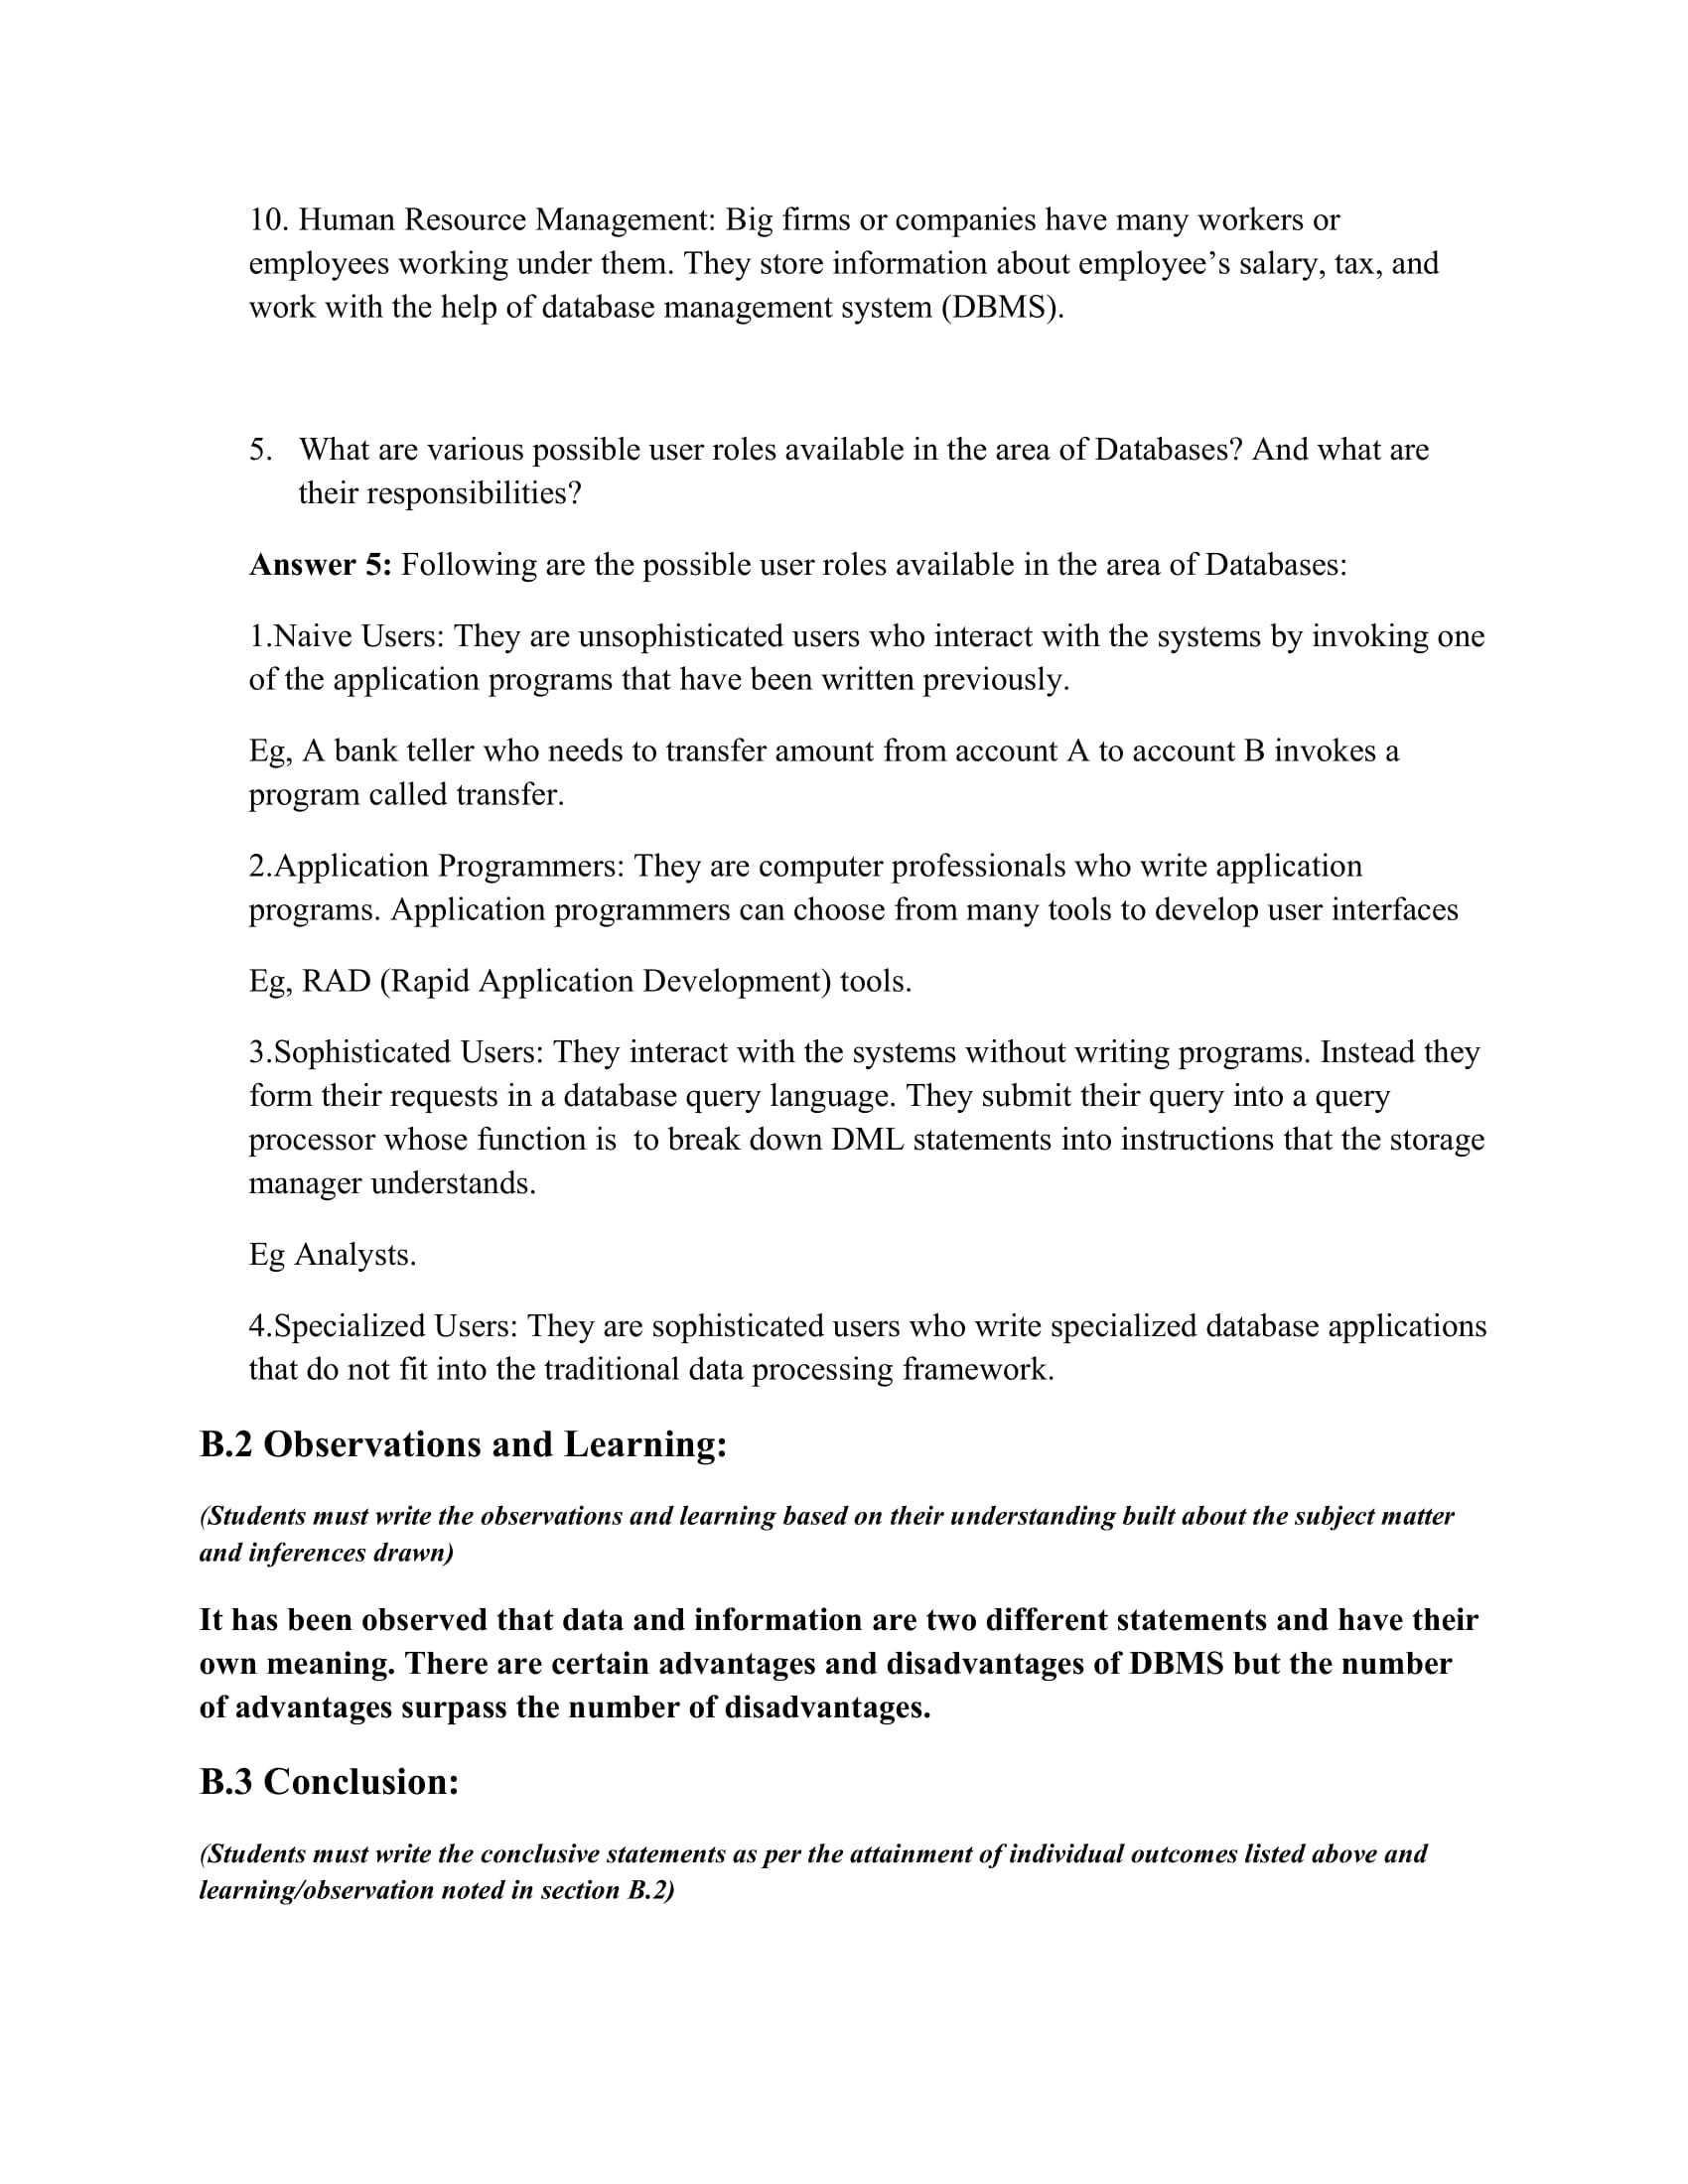 10. Human Resource Management: Big firms or companies have many workers or
employees working under them. They store information about employee’s salary, tax, and
work with the help of database management system (DBMS).
5. What are various possible user roles available in the area of Databases? And what are
their responsibilities?
Answer 5: Following are the possible user roles available in the area of Databases:
1.Naive Users: They are unsophisticated users who interact with the systems by invoking one
of the application programs that have been written previously.
Eg, A bank teller who needs to transfer amount from account A to account B invokes a
program called transfer.
2.Application Programmers: They are computer professionals who write application
programs. Application programmers can choose from many tools to develop user interfaces
Eg, RAD (Rapid Application Development) tools.
3.Sophisticated Users: They interact with the systems without writing programs. Instead they
form their requests in a database query language. They submit their query into a query
processor whose function is  to break down DML statements into instructions that the storage
manager understands.
Eg Analysts.
4.Specialized Users: They are sophisticated users who write specialized database applications
that do not fit into the traditional data processing framework.
B.2 Observations and Learning:
(Students must write the observations and learning based on their understanding built about the subject matter
and inferences drawn)
It has been observed that data and information are two different statements and have their
own meaning. There are certain advantages and disadvantages of DBMS but the number
of advantages surpass the number of disadvantages.
B.3 Conclusion:
(Students must write the conclusive statements as per the attainment of individual outcomes listed above and
learning/observation noted in section B.2)